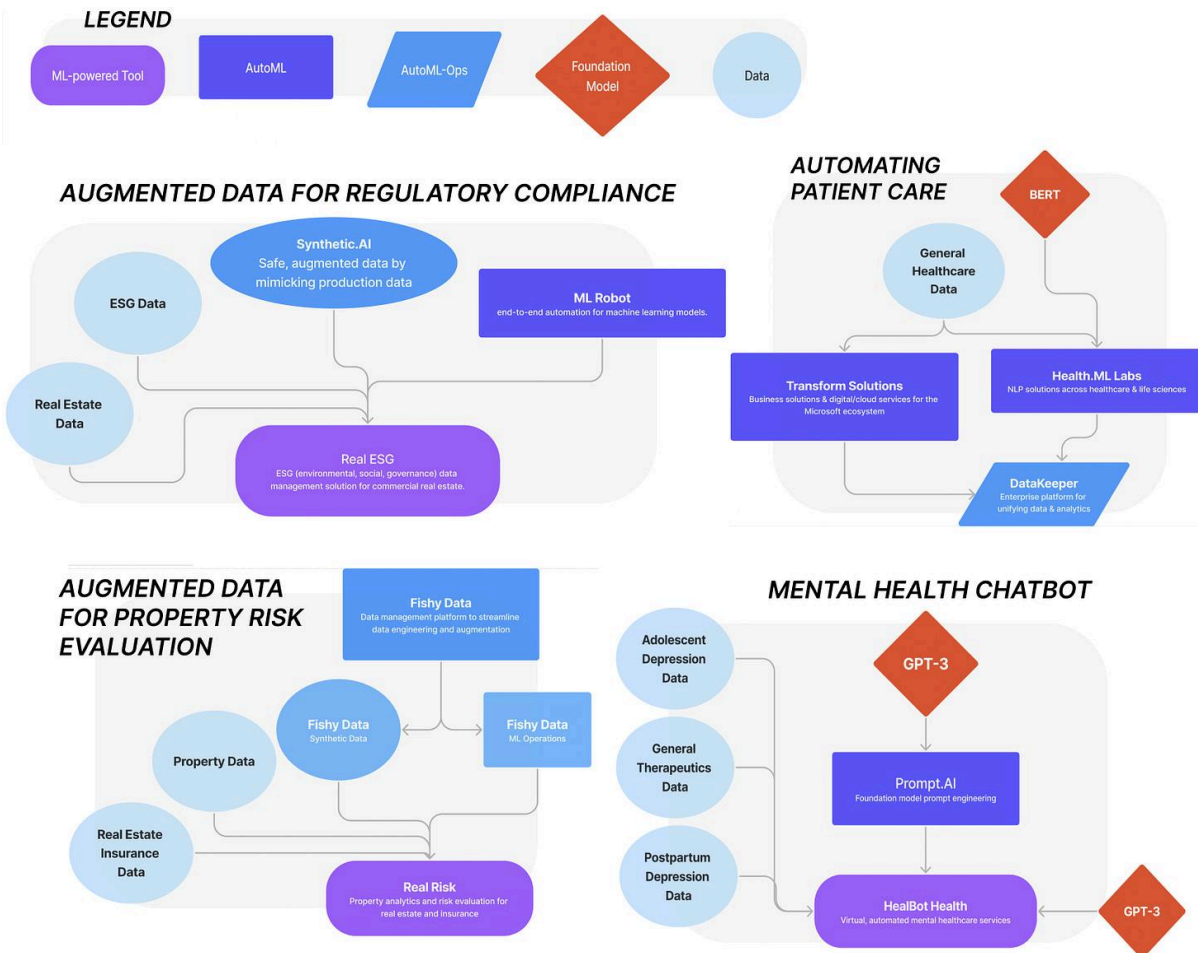 LEGEND
ML-powered Tool
AutoML
AutoML-Ops
Foundation
Model
Data
AUGMENTED DATA FOR REGULATORY COMPLIANCE
Synthetic.AI
Safe, augmented data by
mimicking production data
ESG Data
ML Robot
end-to-end automation for machine learning models.
Real Estate
Data
Real ESG
ESG (environmental, social, governance) data
management solution for commercial real estate.
AUTOMATING
PATIENT CARE
BERT
General
Healthcare
Data
Transform Solutions
Business solutions & digital/cloud services for the
Microsoft ecosystem
Health.ML Labs
NLP solutions across healthcare & life sciences
DataKeeper
Enterprise platform for
unifying data & analytics
AUGMENTED DATA
FOR PROPERTY RISK
EVALUATION
Fishy Data
Data management platform to streamline
data engineering and augmentation
Fishy Data
Synthetic Data
Fishy Data
ML Operations
Property Data
Real Estate
Insurance
Data
Real Risk
Property analytics and risk evaluation for
real estate and insurance
MENTAL HEALTH CHATBOT
Adolescent
Depression
Data
GPT-3
General
Therapeutics
Data
Prompt.AI
Foundation model prompt engineering
Postpartum
Depression
Data
HealBot Health
Virtual, automated mental healthcare services
GPT-3